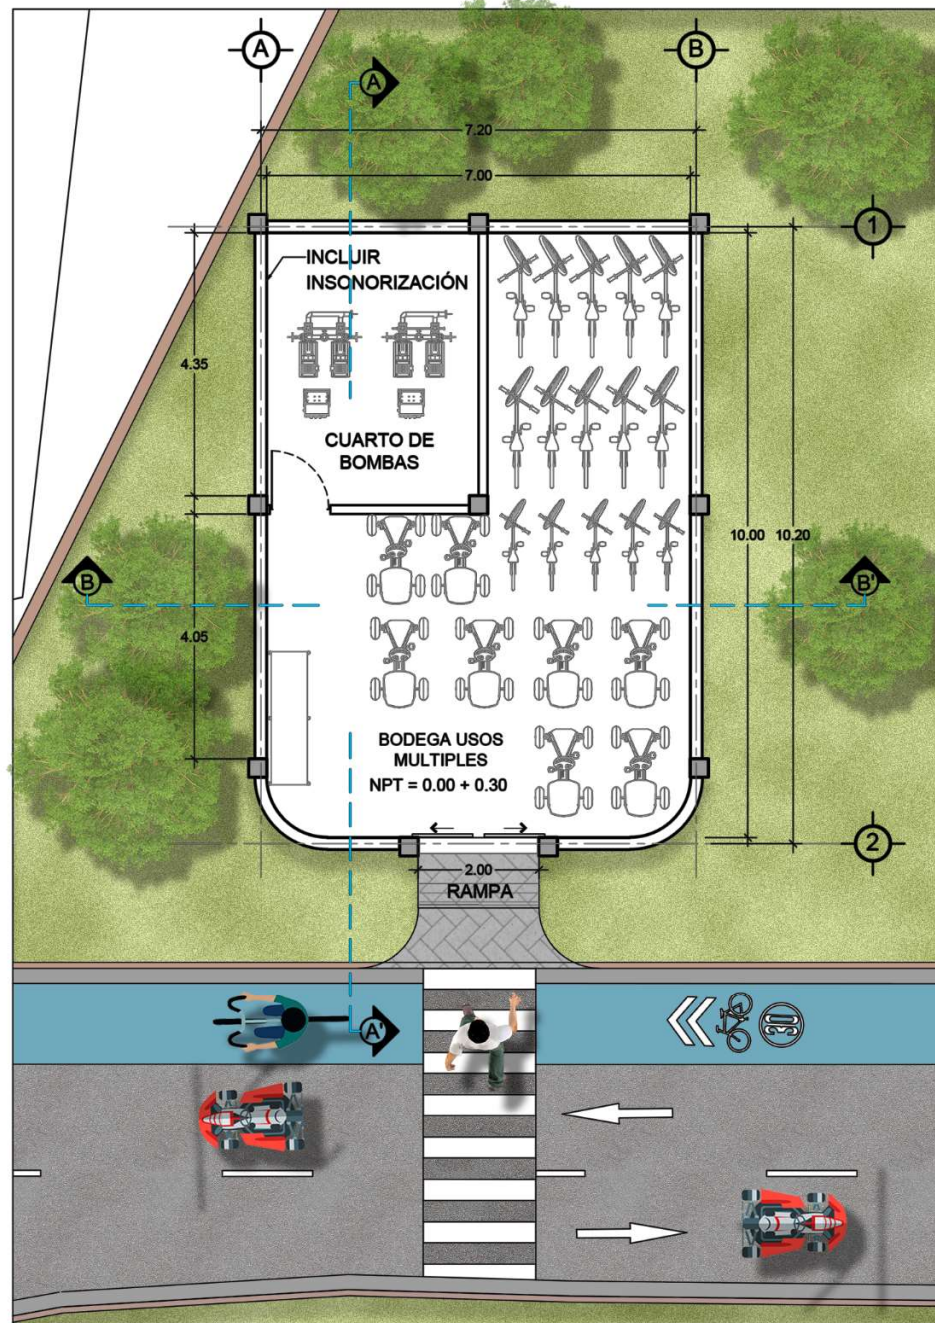 A
B
A
7.20
7.00
1
INCLUIR
INSONORIZACIÓN
4.35
CUARTO DE
BOMBAS
10.00
10.20
B
B'
4.05
BODEGA USOS
MULTIPLES
NPT = 0.00 + 0.30
2
2.00
RAMPA
A'
30